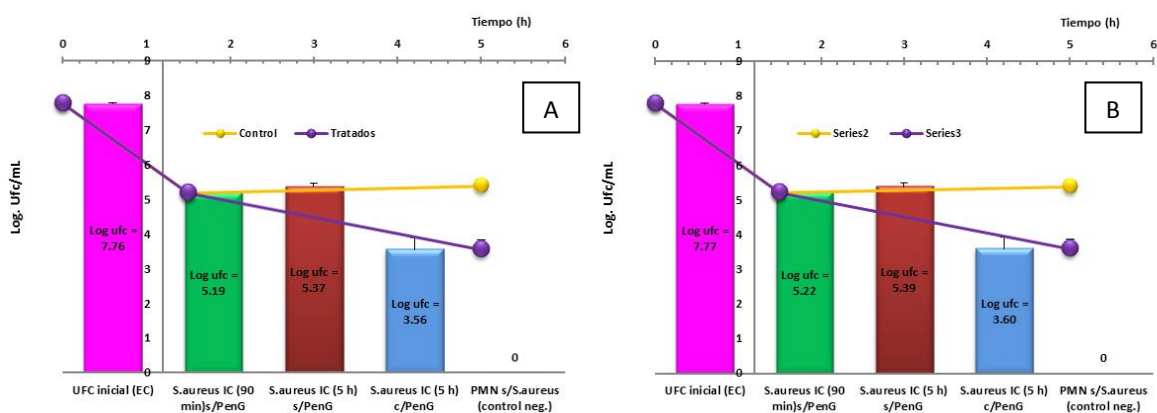 Tiempo (h)
0 1 2 3 4 5 6
9
8
7
6
5
4
3
2
1
0
Log. Ufc/mL
A
Control Tratados
Log ufc =
7.76
Log ufc =
5.19
Log ufc =
5.37
Log ufc =
3.56
0
UFC inicial (EC)
S.aureus IC (90
min)s/PenG
S.aureus IC (5 h)
s/PenG
S.aureus IC (5 h)
c/PenG
PMN s/S.aureus
(control neg.)
Tiempo (h)
0 1 2 3 4 5 6
9
8
7
6
5
4
3
2
1
0
Log. Ufc/mL
B
Series2 Series3
Log ufc =
7.77
Log ufc =
5.22
Log ufc =
5.39
Log ufc =
3.60
0
UFC inicial (EC)
S.aureus IC (90
min)s/PenG
S.aureus IC (5 h)
s/PenG
S.aureus IC (5 h)
c/PenG
PMN s/S.aureus
(control neg.)